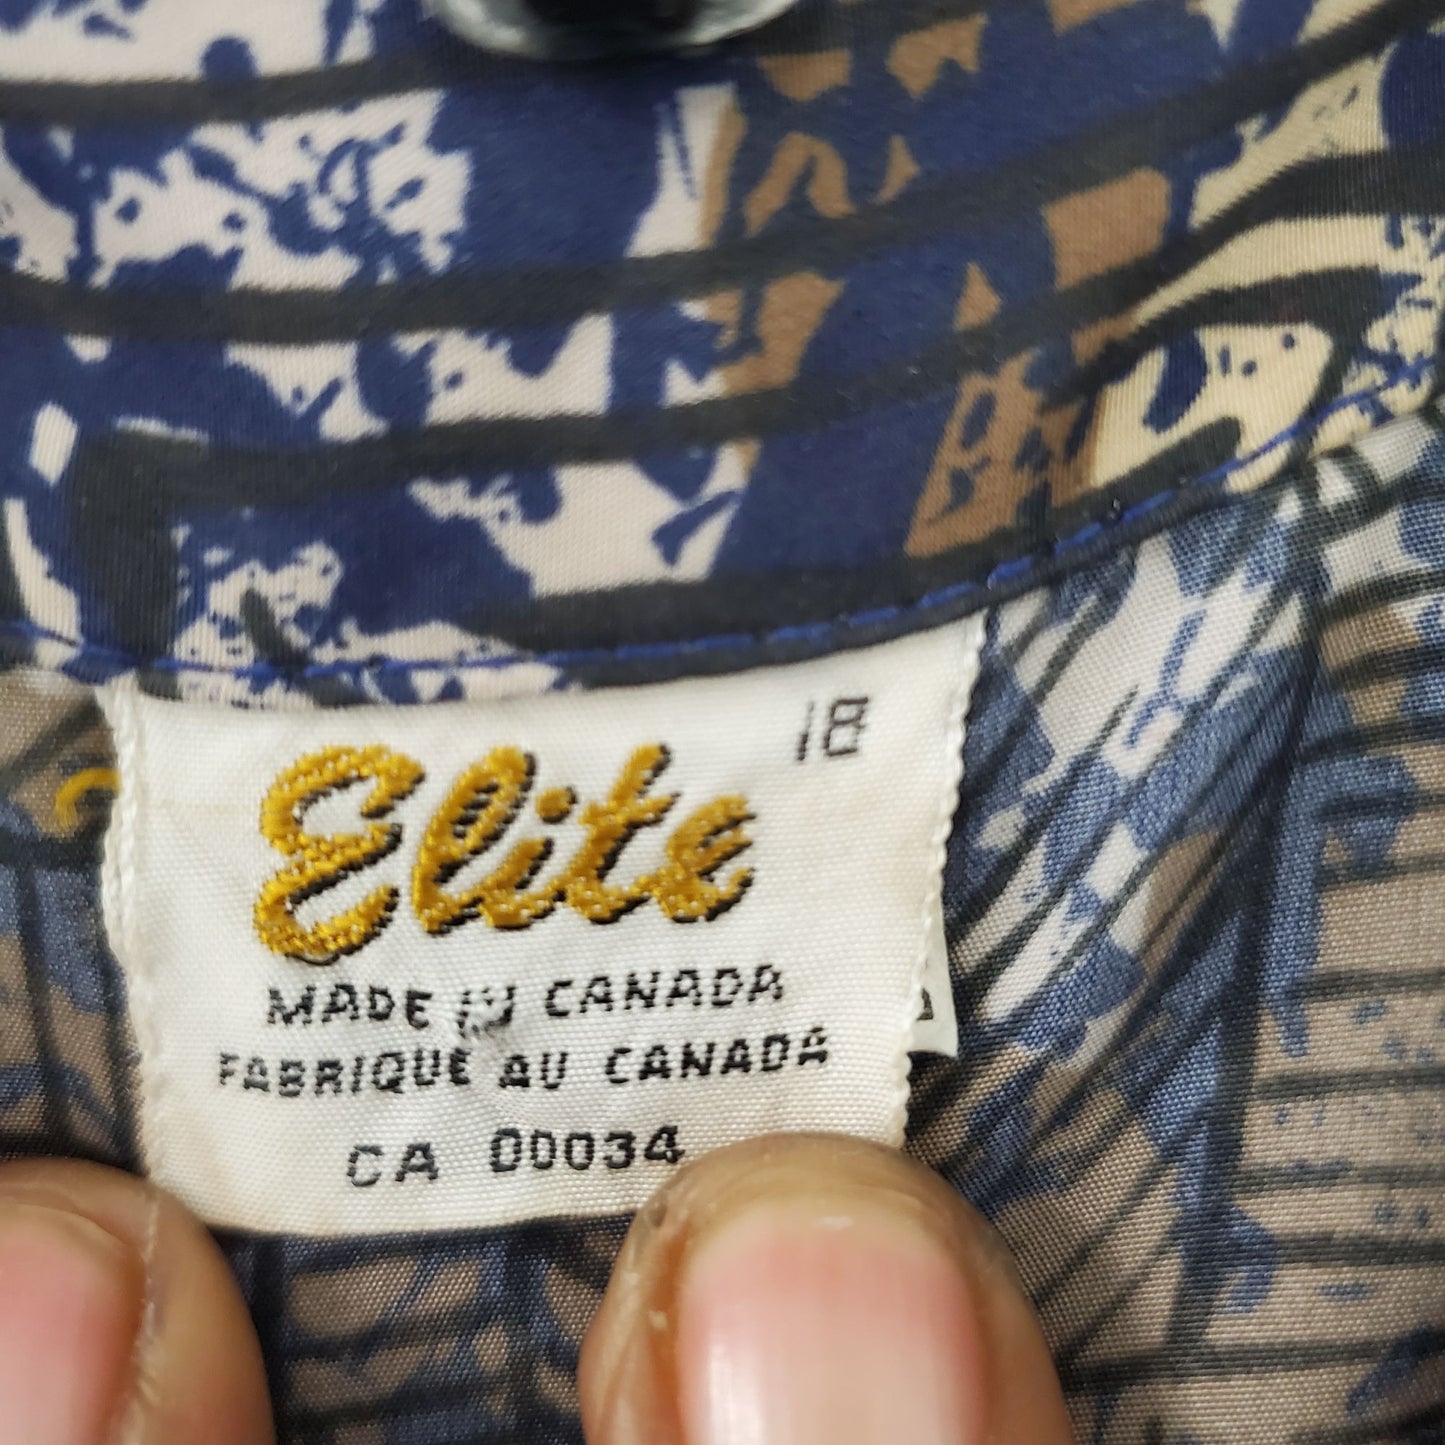 18
Elite
MADE IN CANADA
FABRIQUE AU CANADA
CA 00034